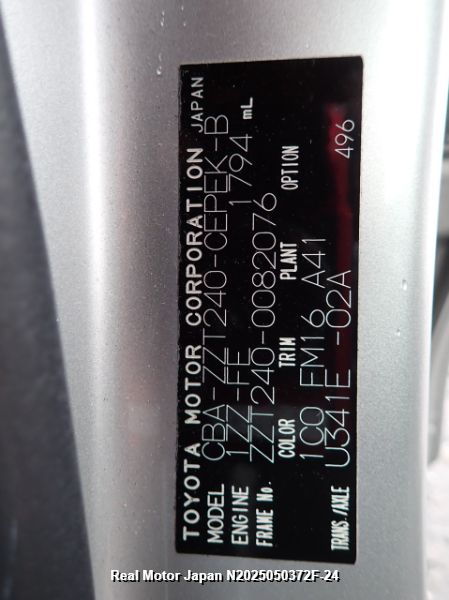 TOYOTA MOTOR CORPORATION JAPAN
MODEL CBA-ZZT240-CEPEK-B
ENGINE 1ZZ-FE 1794 mL
FRAME No. ZZT240-0082076
COLOR TRIM PLANT OPTION
1C0 FM16 A41
TRANS./AXLE U341E -02A 496
Real Motor Japan N2025050372F-24